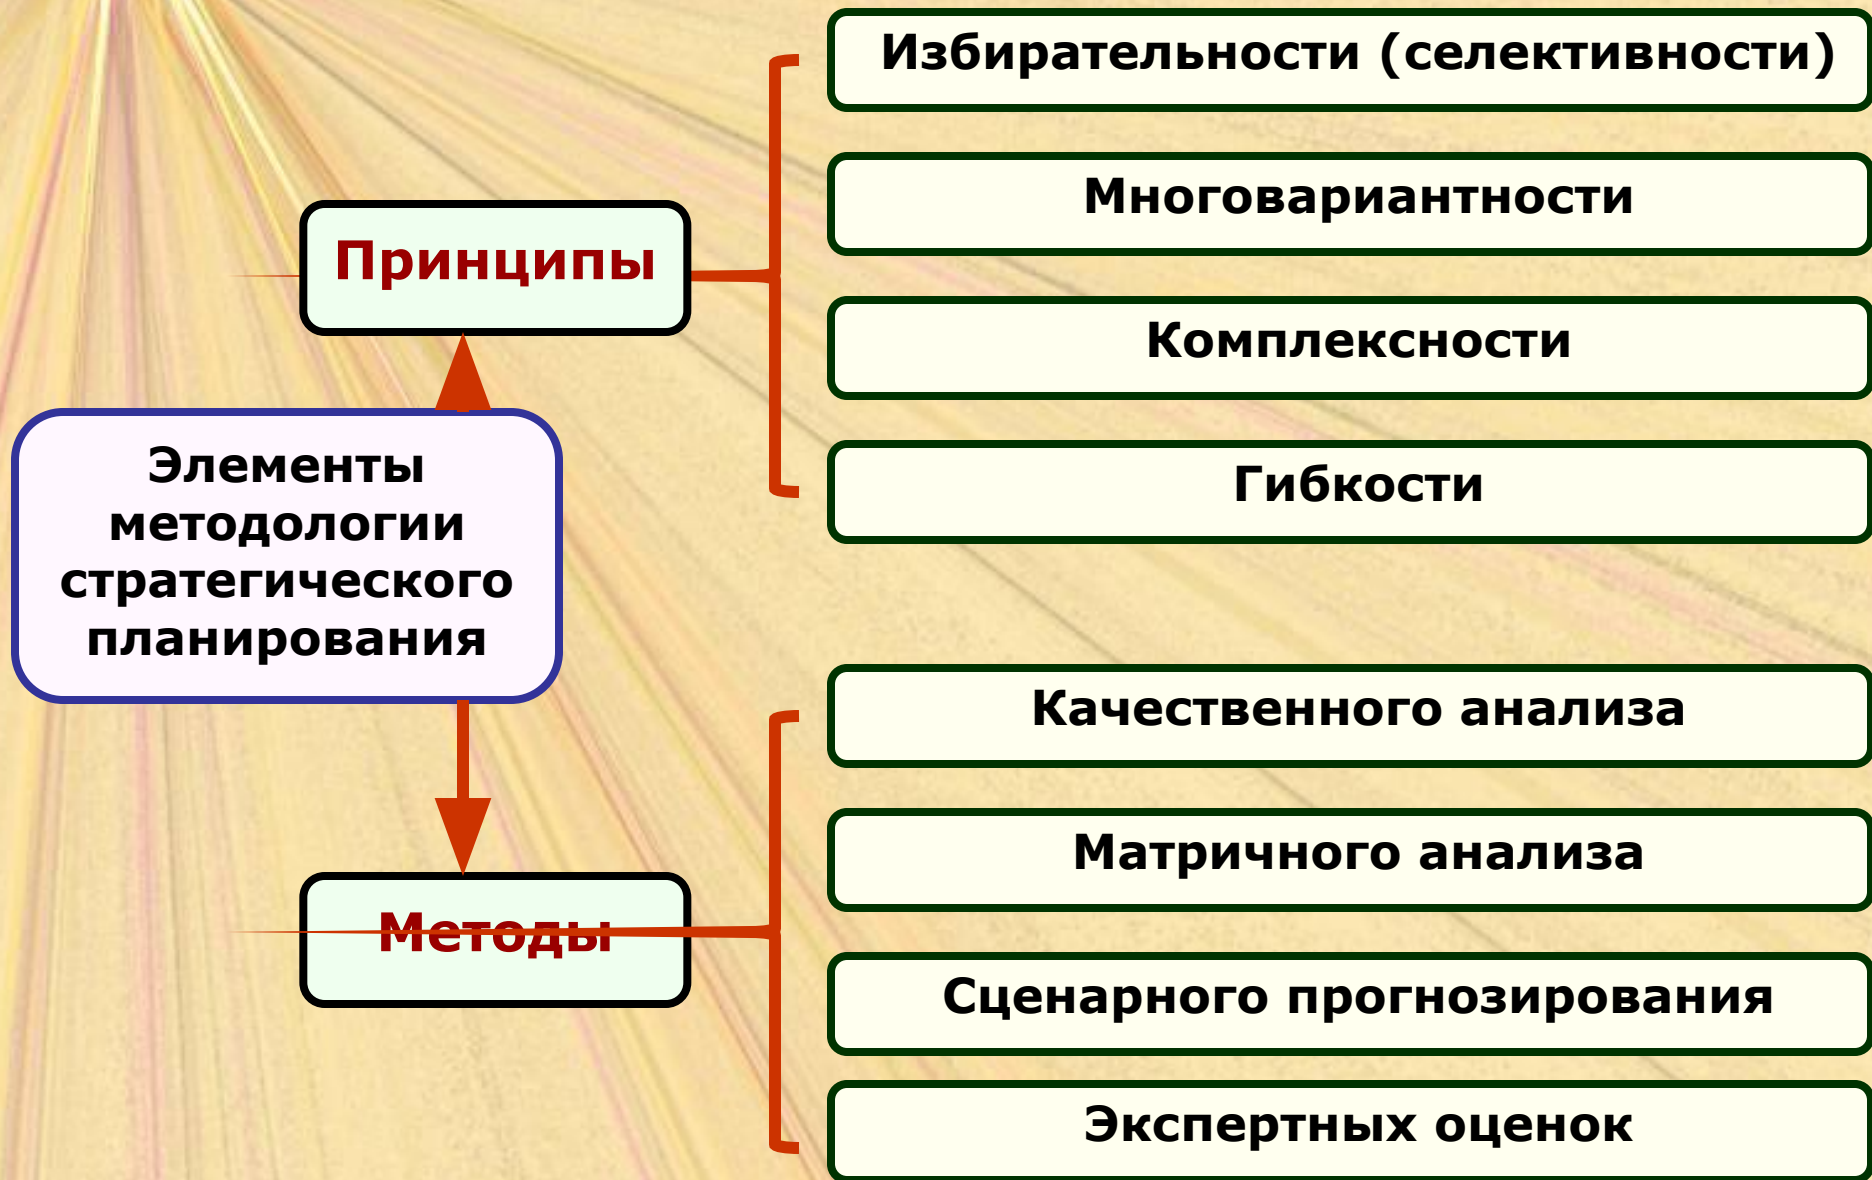 Элементы
методологии
стратегического
планирования
Принципы
Избирательности (селективности)
Многовариантности
Комплексности
Гибкости
Методы
Качественного анализа
Матричного анализа
Сценарного прогнозирования
Экспертных оценок